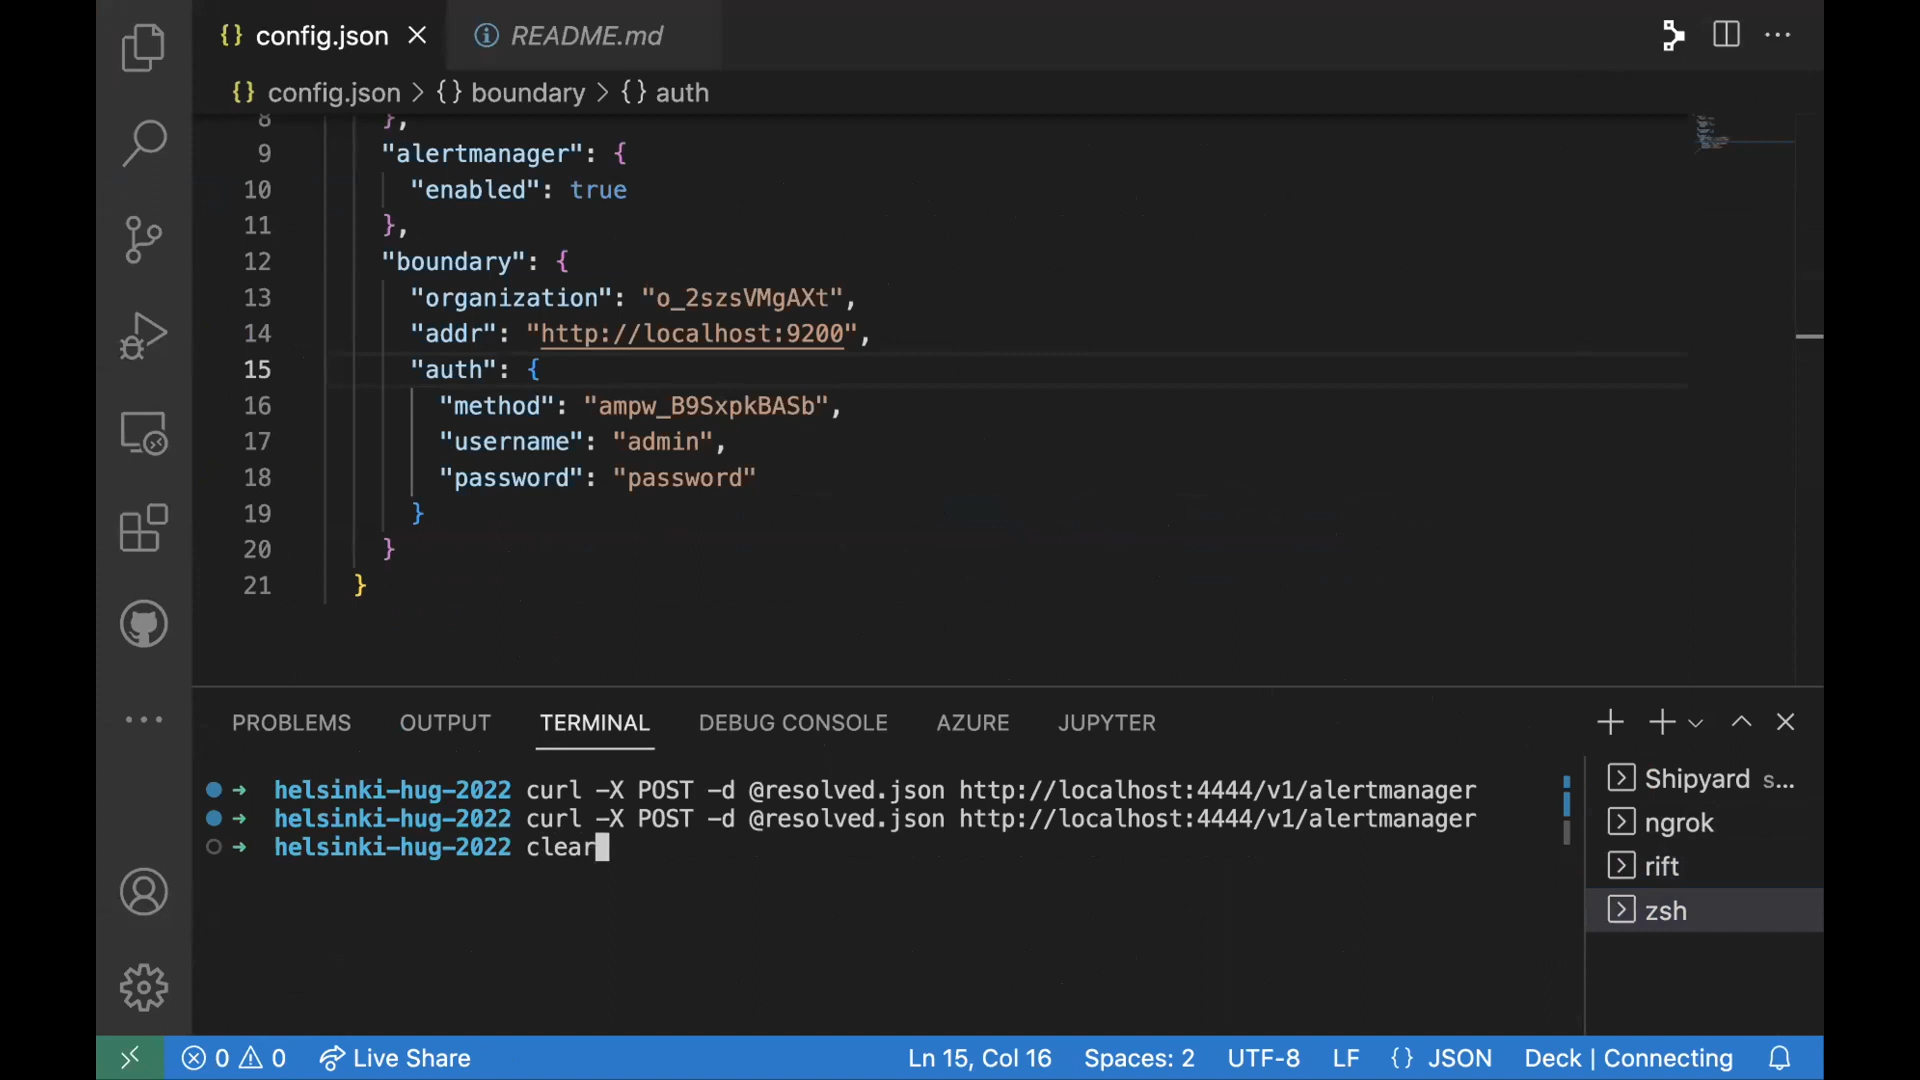 {} config.json ×
README.md
{} config.json > {} boundary > {} auth
8 },
9 "alertmanager": {
10 "enabled": true
11 },
12 "boundary": {
13 "organization": "o_2szsVMgAXt",
14 "addr": "http://localhost:9200",
15 "auth": {
16 "method": "ampw_B9SxpkBASb",
17 "username": "admin",
18 "password": "password"
19 }
20 }
21 }
PROBLEMS OUTPUT TERMINAL DEBUG CONSOLE AZURE JUPYTER
➜ helsinki-hug-2022 curl -X POST -d @resolved.json http://localhost:4444/v1/alertmanager
➜ helsinki-hug-2022 curl -X POST -d @resolved.json http://localhost:4444/v1/alertmanager
➜ helsinki-hug-2022 clear
Shipyard s...
ngrok
rift
zsh
0 0 Live Share Ln 15, Col 16 Spaces: 2 UTF-8 LF {} JSON Deck | Connecting